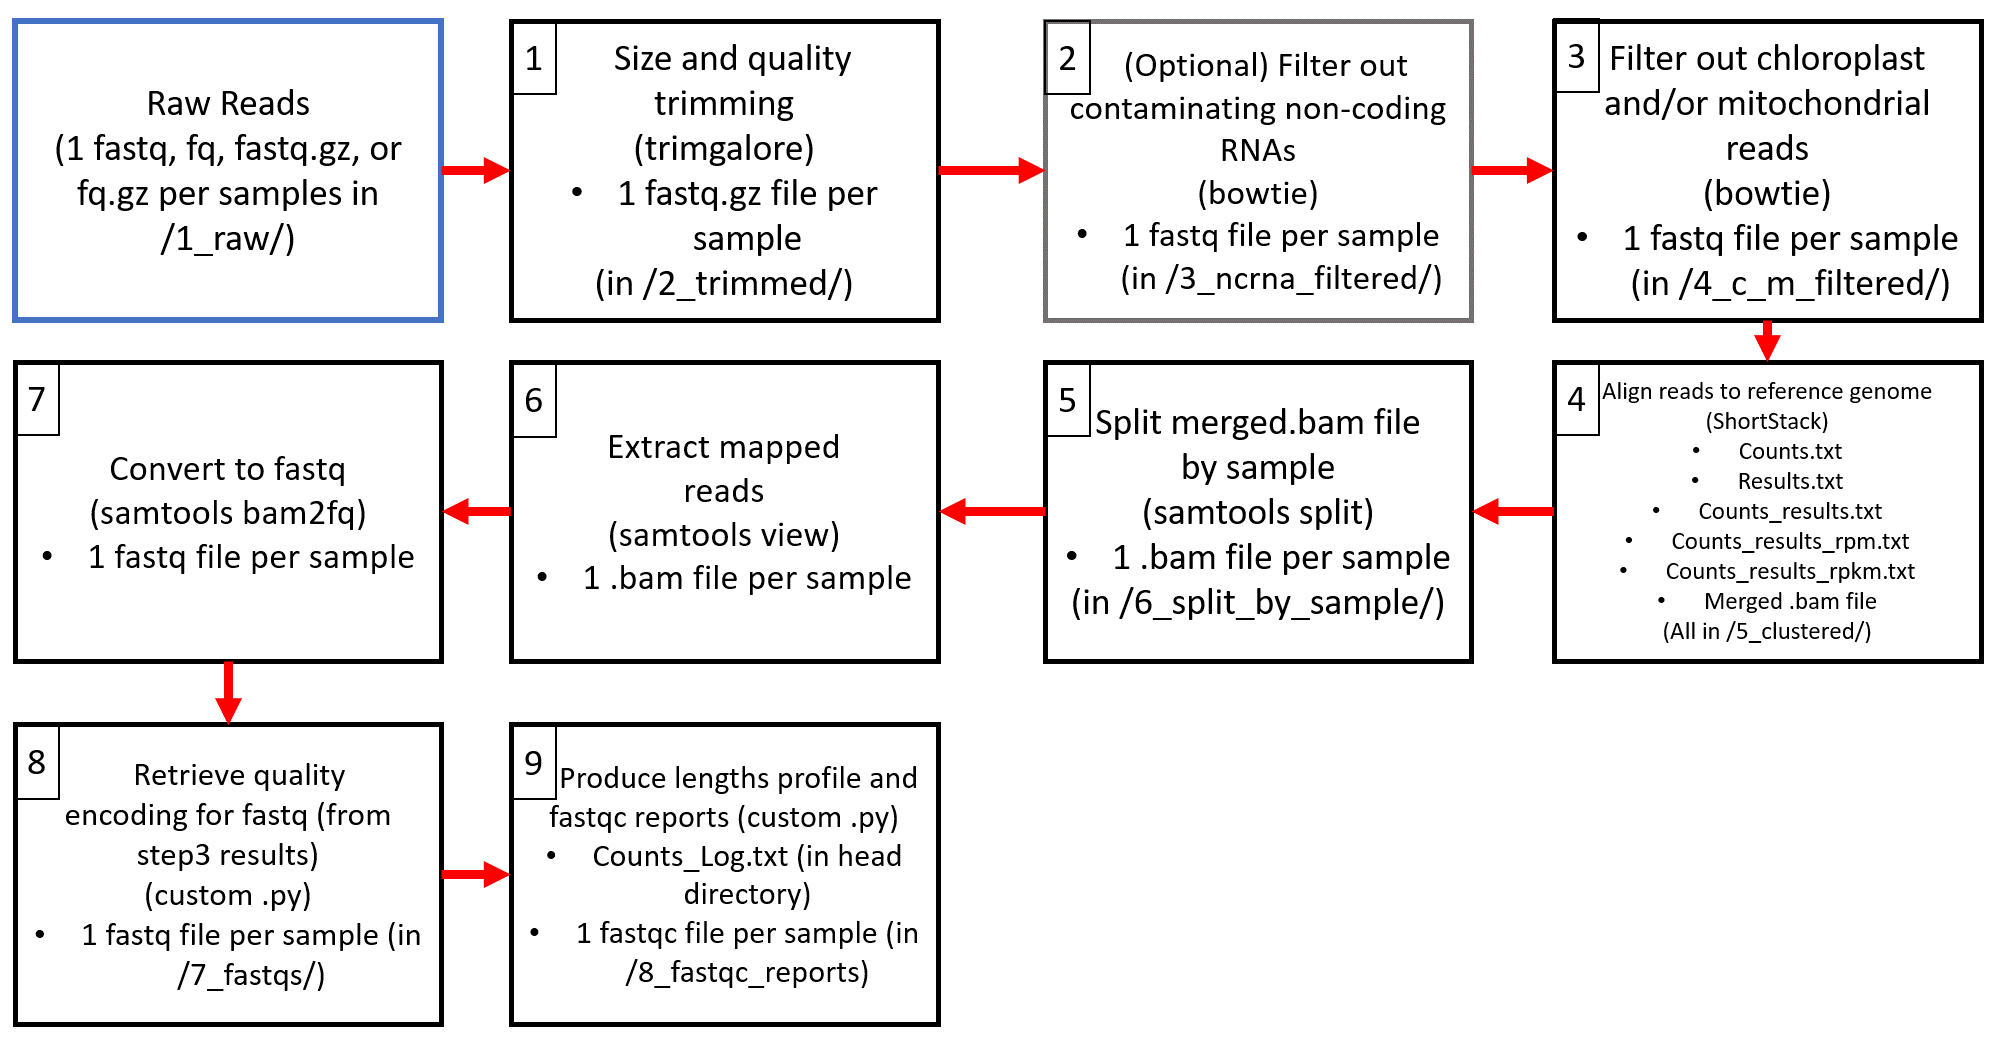 Raw Reads
(1 fastq, fq, fastq.gz, or
fq.gz per samples in
/1_raw/)
1
Size and quality
trimming
(trimgalore)
• 1 fastq.gz file per
sample
(in /2_trimmed/)
2
(Optional) Filter out
contaminating non-coding
RNAs
(bowtie)
• 1 fastq file per sample
(in /3_ncrna_filtered/)
3
Filter out chloroplast
and/or mitochondrial
reads
(bowtie)
• 1 fastq file per sample
(in /4_c_m_filtered/)
4
Align reads to reference genome
(ShortStack)
• Counts.txt
• Results.txt
• Counts_results.txt
• Counts_results_rpm.txt
• Counts_results_rpkm.txt
• Merged .bam file
(All in /5_clustered/)
5
Split merged.bam file
by sample
(samtools split)
• 1 .bam file per sample
(in /6_split_by_sample/)
6
Extract mapped
reads
(samtools view)
• 1 .bam file per sample
7
Convert to fastq
(samtools bam2fq)
• 1 fastq file per sample
8
Retrieve quality
encoding for fastq (from
step3 results)
(custom .py)
• 1 fastq file per sample (in
/7_fastqs/)
9
Produce lengths profile and
fastqc reports (custom .py)
• Counts_Log.txt (in head
directory)
• 1 fastqc file per sample (in
/8_fastqc_reports)